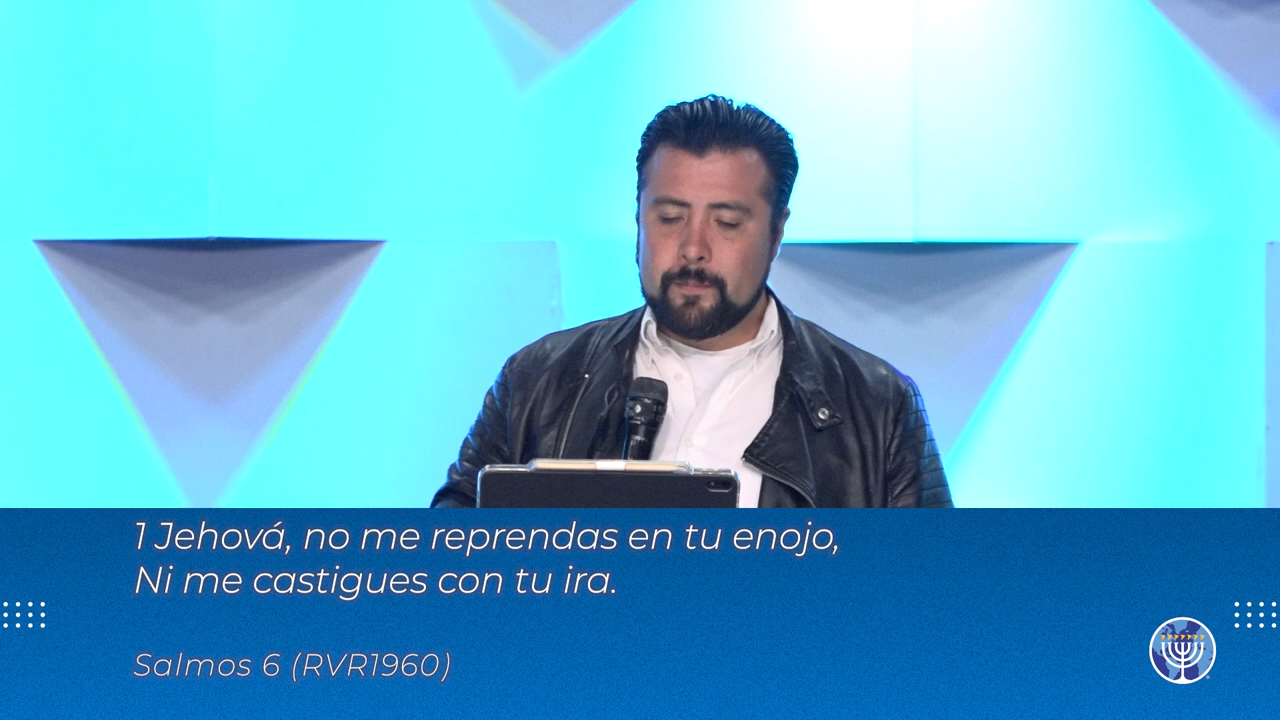 1 Jehová, no me reprendas en tu enojo,
Ni me castigues con tu ira.
Salmos 6 (RVR1960)